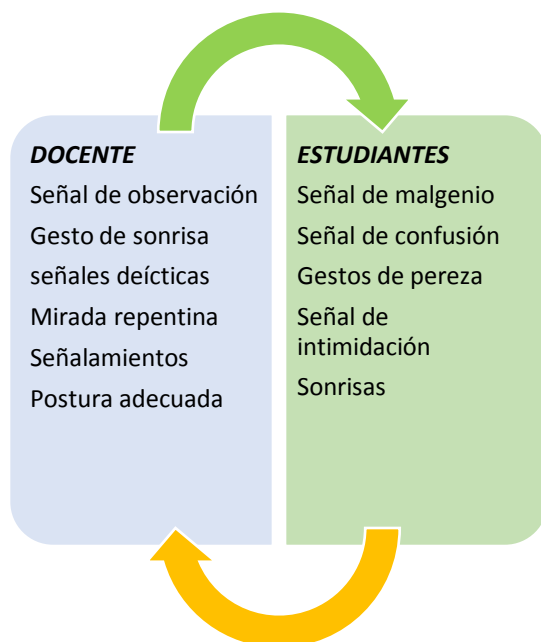 DOCENTE
Señal de observación
Gesto de sonrisa
señales deícticas
Mirada repentina
Señalamientos
Postura adecuada
ESTUDIANTES
Señal de malgenio
Señal de confusión
Gestos de pereza
Señal de
intimidación
Sonrisas